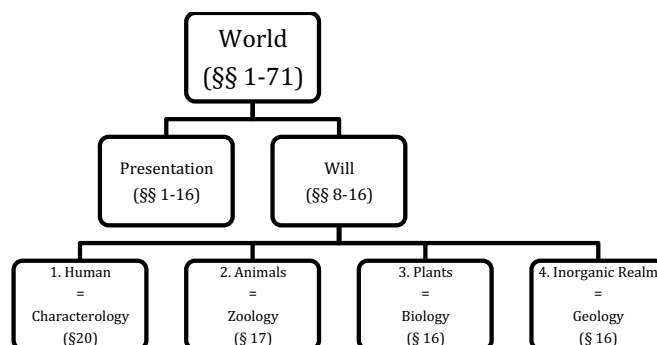 World
(§§ 1-71)
Presentation
(§§ 1-16)
Will
(§§ 8-16)
1. Human
=
Characterology
(§20)
2. Animals
=
Zoology
(§ 17)
3. Plants
=
Biology
(§ 16)
4. Inorganic Realm
=
Geology
(§ 16)